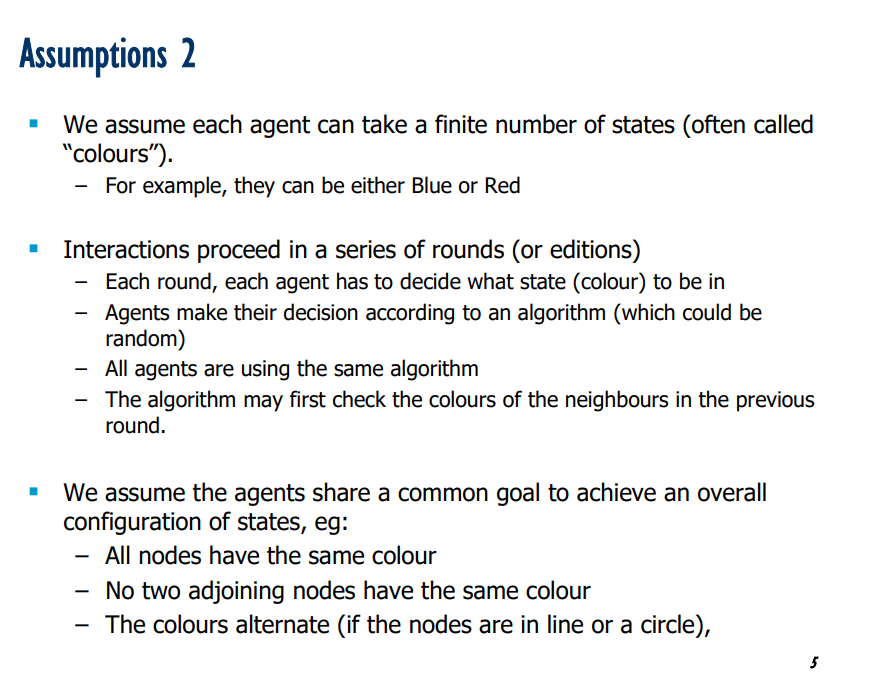 Assumptions 2
▪ We assume each agent can take a finite number of states (often called
“colours”).
– For example, they can be either Blue or Red
▪ Interactions proceed in a series of rounds (or editions)
– Each round, each agent has to decide what state (colour) to be in
– Agents make their decision according to an algorithm (which could be
random)
– All agents are using the same algorithm
– The algorithm may first check the colours of the neighbours in the previous
round.
▪ We assume the agents share a common goal to achieve an overall
configuration of states, eg:
– All nodes have the same colour
– No two adjoining nodes have the same colour
– The colours alternate (if the nodes are in line or a circle),
5